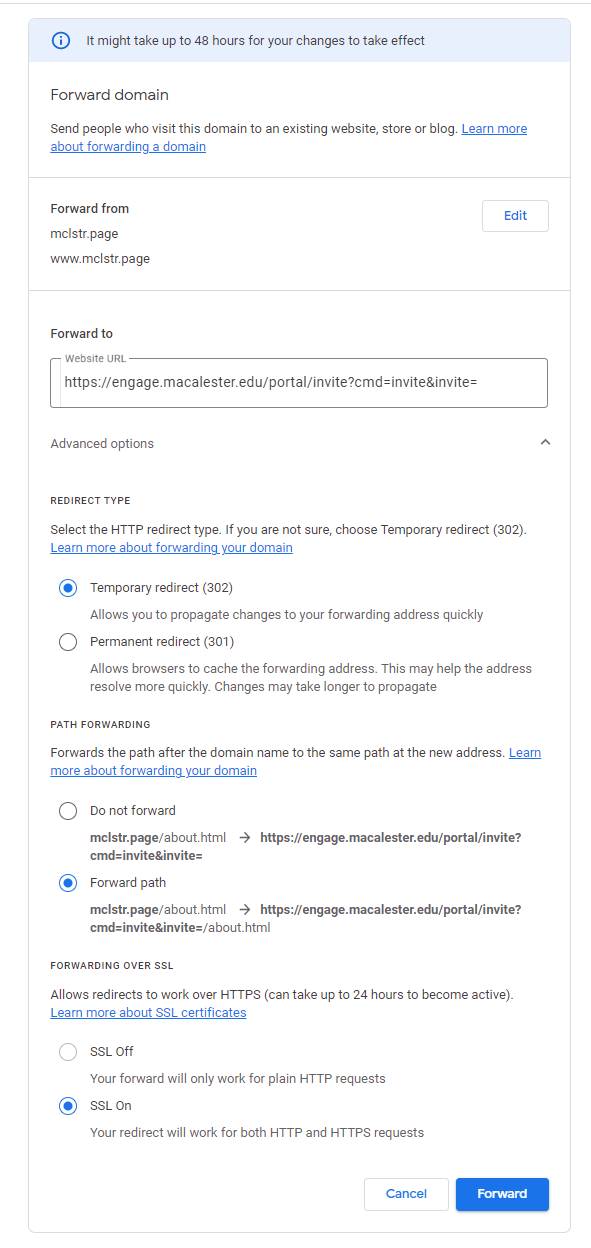 It might take up to 48 hours for your changes to take effect
Forward domain
Send people who visit this domain to an existing website, store or blog. Learn more
about forwarding a domain
Forward from
Edit
mclstr.page
www.mclstr.page
Forward to
Website URL
https://engage.macalester.edu/portal/invite?cmd=invite&invite=
Advanced options
REDIRECT TYPE
Select the HTTP redirect type. If you are not sure, choose Temporary redirect (302).
Learn more about forwarding your domain
Temporary redirect (302)
Allows you to propagate changes to your forwarding address quickly
Permanent redirect (301)
Allows browsers to cache the forwarding address. This may help the address
resolve more quickly. Changes may take longer to propagate
PATH FORWARDING
Forwards the path after the domain name to the same path at the new address. Learn
more about forwarding your domain
Do not forward
mclstr.page/about.html → https://engage.macalester.edu/portal/invite?
cmd=invite&invite=
Forward path
mclstr.page/about.html → https://engage.macalester.edu/portal/invite?
cmd=invite&invite=/about.html
FORWARDING OVER SSL
Allows redirects to work over HTTPS (can take up to 24 hours to become active).
Learn more about SSL certificates
SSL Off
Your forward will only work for plain HTTP requests
SSL On
Your redirect will work for both HTTP and HTTPS requests
Cancel Forward